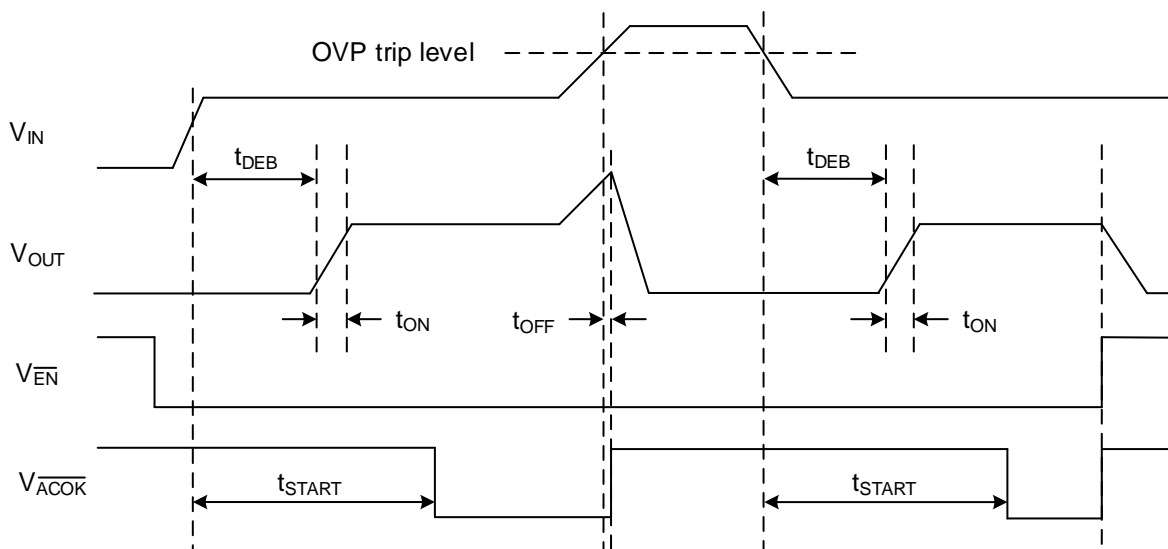 OVP trip level
VIN
tDEB
tDEB
VOUT
tON
tOFF
tON
VEN
VACOK
tSTART
tSTART